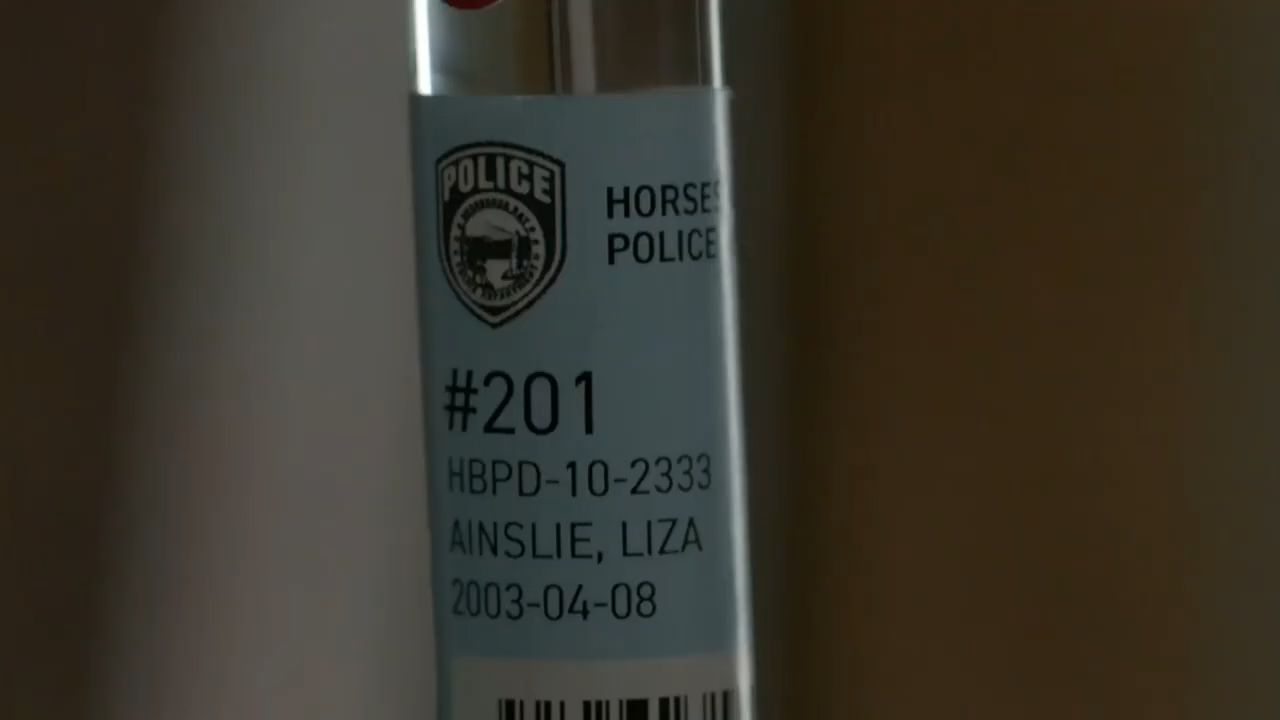 POLICE
HORSES
POLICE
#201
HBPD-10-2333
AINSLIE, LIZA
2003-04-08